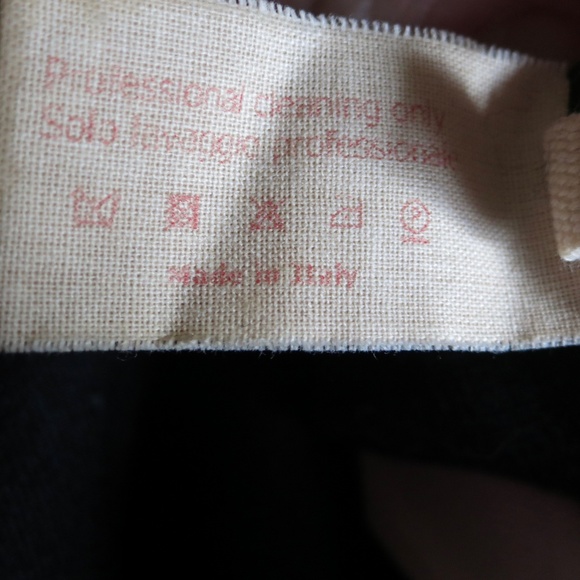 Professional cleaning only
Solo lavaggio professionale
Made in Italy